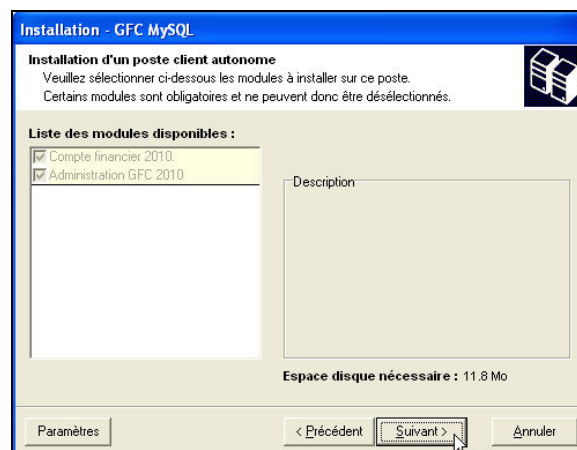 Installation - GFC MySQL
Installation d'un poste client autonome
Veuillez sélectionner ci-dessous les modules à installer sur ce poste.
Certains modules sont obligatoires et ne peuvent donc être désélectionnés.
Liste des modules disponibles :
Compte financier 2010.
Administration GFC 2010
Description
Espace disque nécessaire : 11.8 Mo
Paramètres
< Précédent
Suivant >
Annuler